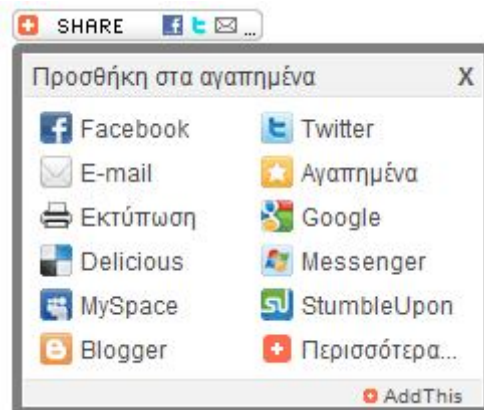 SHARE ...
Προσθήκη στα αγαπημένα X
Facebook Twitter
E-mail Αγαπημένα
Εκτύπωση Google
Delicious Messenger
MySpace StumbleUpon
Blogger Περισσότερα...
AddThis